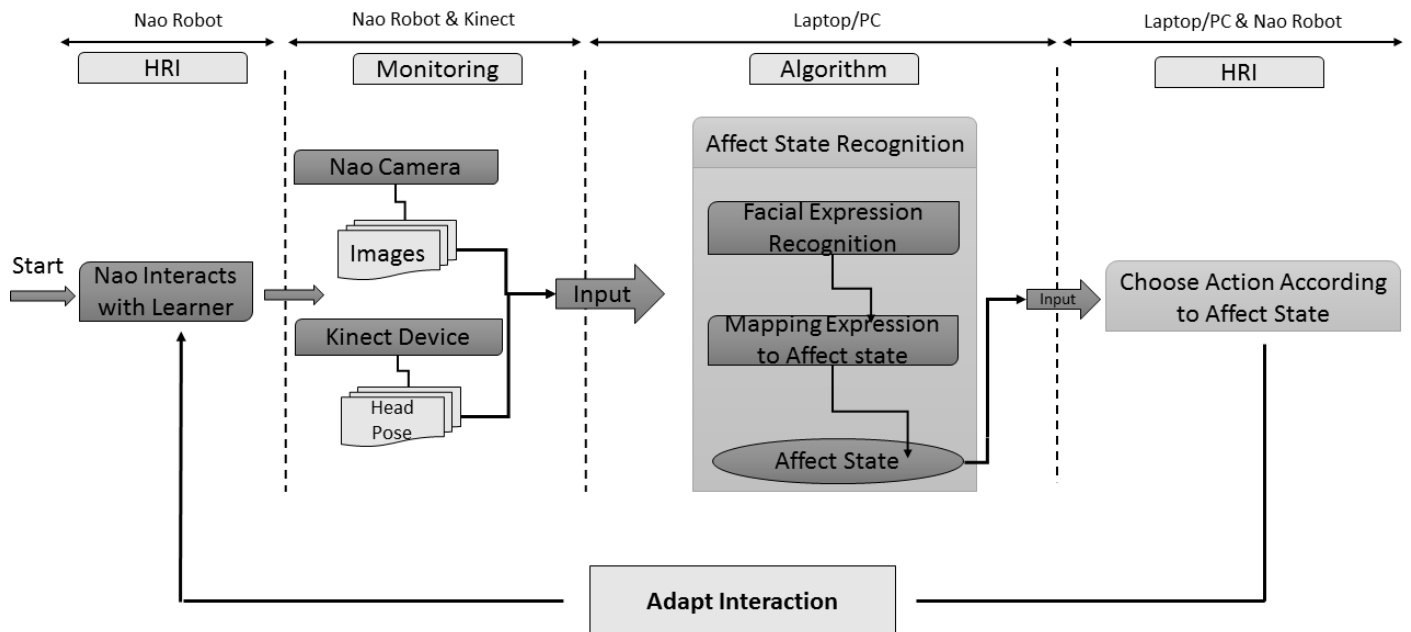 Nao Robot
Nao Robot & Kinect
Laptop/PC
Laptop/PC & Nao Robot
HRI
Monitoring
Algorithm
HRI
Start
Nao Interacts
with Learner
Nao Camera
Images
Kinect Device
Head
Pose
Input
Affect State Recognition
Facial Expression
Recognition
Mapping Expression
to Affect state
Affect State
Input
Choose Action According
to Affect State
Adapt Interaction